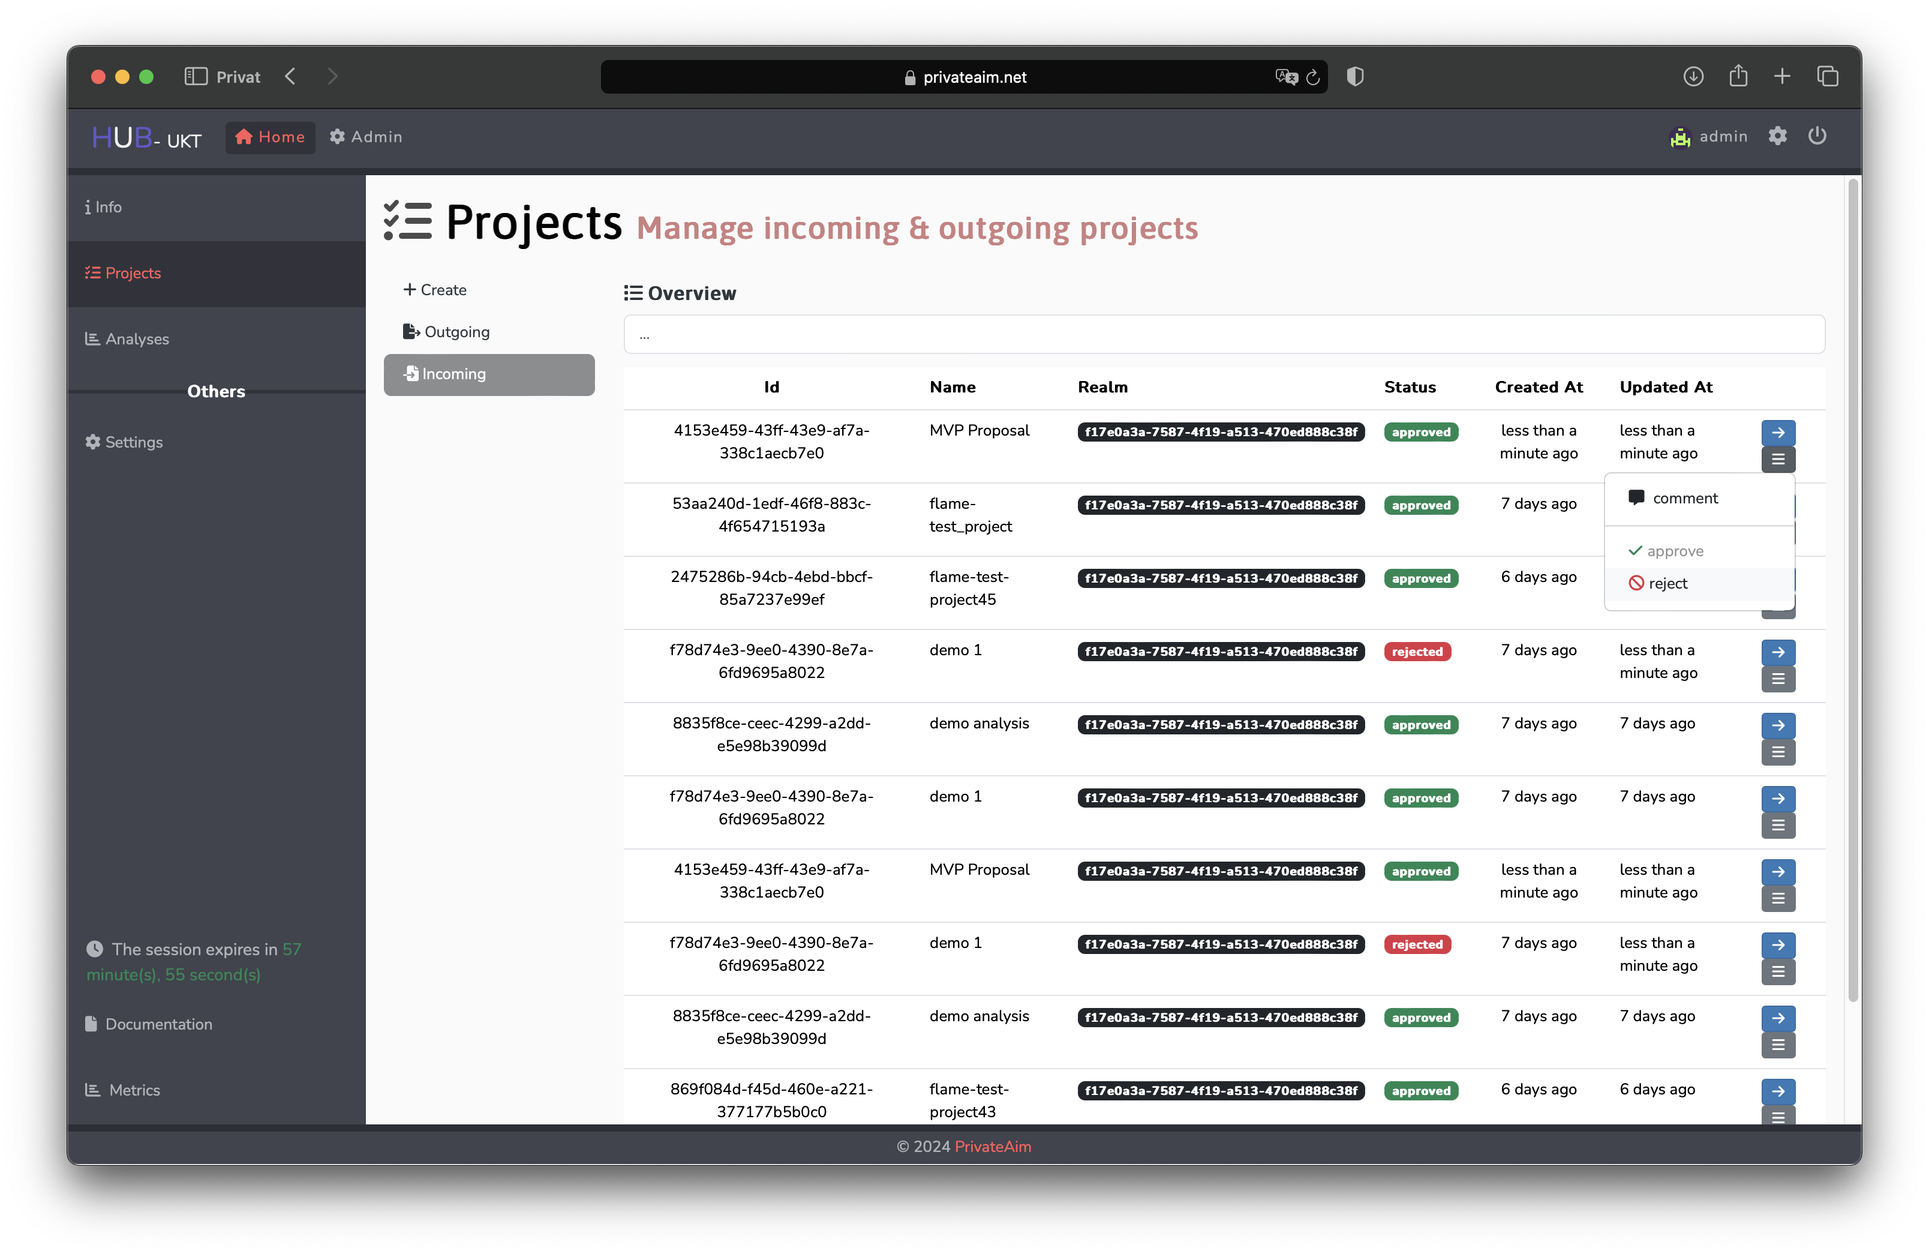 Privat
privateaim.net
HUB- UKT
Home
Admin
admin
Info
Projects
Analyses
Others
Settings
The session expires in 57
minute(s), 55 second(s)
Documentation
Metrics
Projects Manage incoming & outgoing projects
Create
Outgoing
Incoming
Overview
...
Id Name Realm Status Created At Updated At
4153e459-43ff-43e9-af7a- MVP Proposal f17e0a3a-7587-4f19-a513-470ed888c38f approved less than a less than a
338c1aecb7e0 minute ago minute ago
comment
approve
reject
53aa240d-1edf-46f8-883c- flame- f17e0a3a-7587-4f19-a513-470ed888c38f approved 7 days ago
4f654715193a test_project
2475286b-94cb-4ebd-bbcf- flame-test- f17e0a3a-7587-4f19-a513-470ed888c38f approved 6 days ago
85a7237e99ef project45
f78d74e3-9ee0-4390-8e7a- demo 1 f17e0a3a-7587-4f19-a513-470ed888c38f rejected 7 days ago less than a
6fd9695a8022 minute ago
8835f8ce-ceec-4299-a2dd- demo analysis f17e0a3a-7587-4f19-a513-470ed888c38f approved 7 days ago 7 days ago
e5e98b39099d
f78d74e3-9ee0-4390-8e7a- demo 1 f17e0a3a-7587-4f19-a513-470ed888c38f approved 7 days ago 7 days ago
6fd9695a8022
4153e459-43ff-43e9-af7a- MVP Proposal f17e0a3a-7587-4f19-a513-470ed888c38f approved less than a less than a
338c1aecb7e0 minute ago minute ago
f78d74e3-9ee0-4390-8e7a- demo 1 f17e0a3a-7587-4f19-a513-470ed888c38f rejected 7 days ago less than a
6fd9695a8022 minute ago
8835f8ce-ceec-4299-a2dd- demo analysis f17e0a3a-7587-4f19-a513-470ed888c38f approved 7 days ago 7 days ago
e5e98b39099d
869f084d-f45d-460e-a221- flame-test- f17e0a3a-7587-4f19-a513-470ed888c38f approved 6 days ago 6 days ago
377177b5b0c0 project43
© 2024 PrivateAim